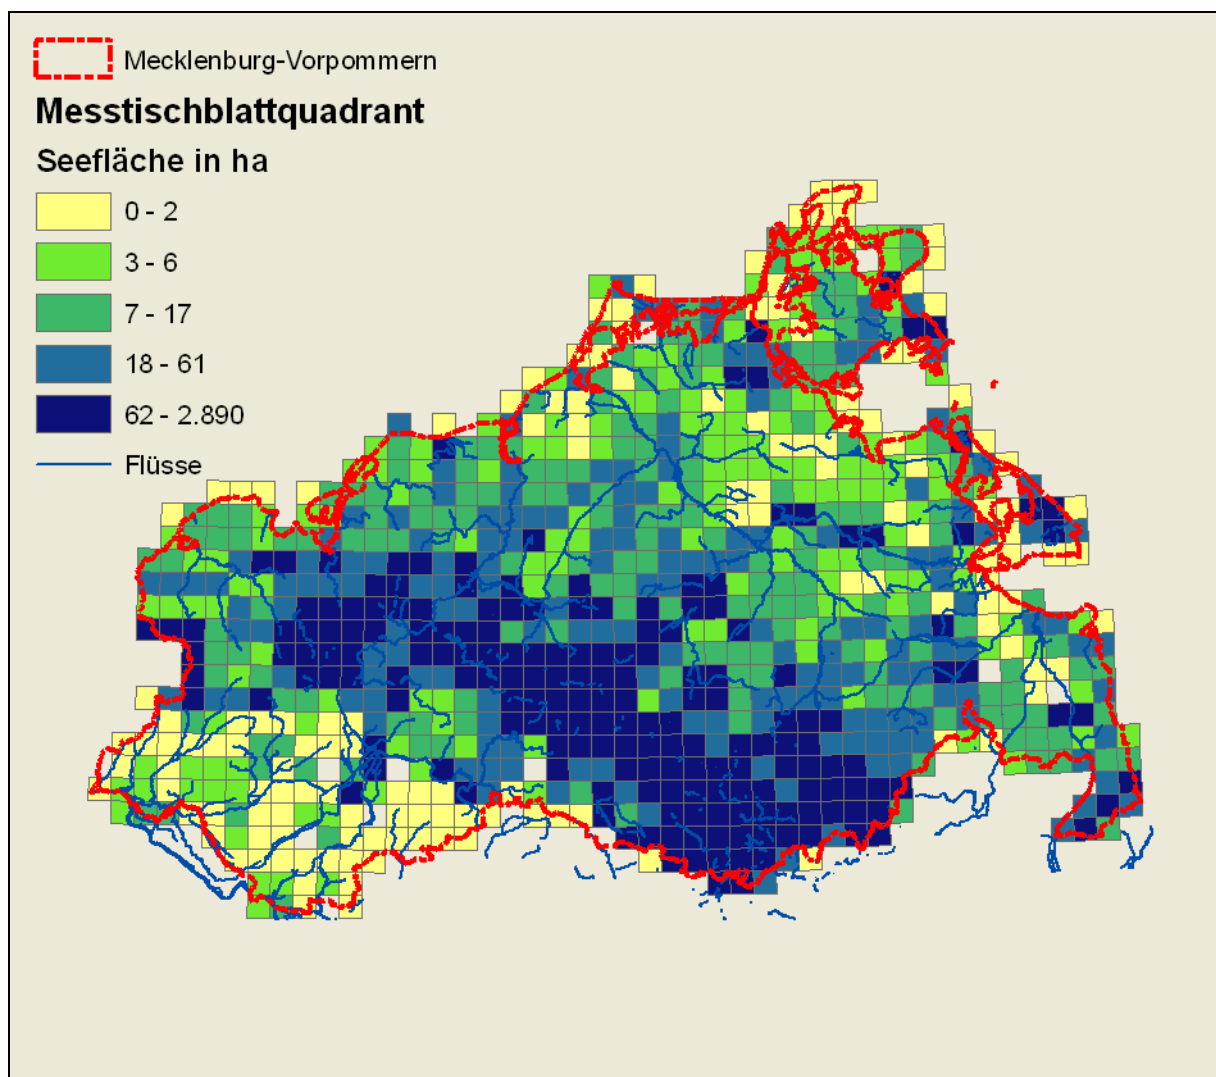 Mecklenburg-Vorpommern
Messtischblattquadrant
Seefläche in ha
0 - 2
3 - 6
7 - 17
18 - 61
62 - 2.890
Flüsse